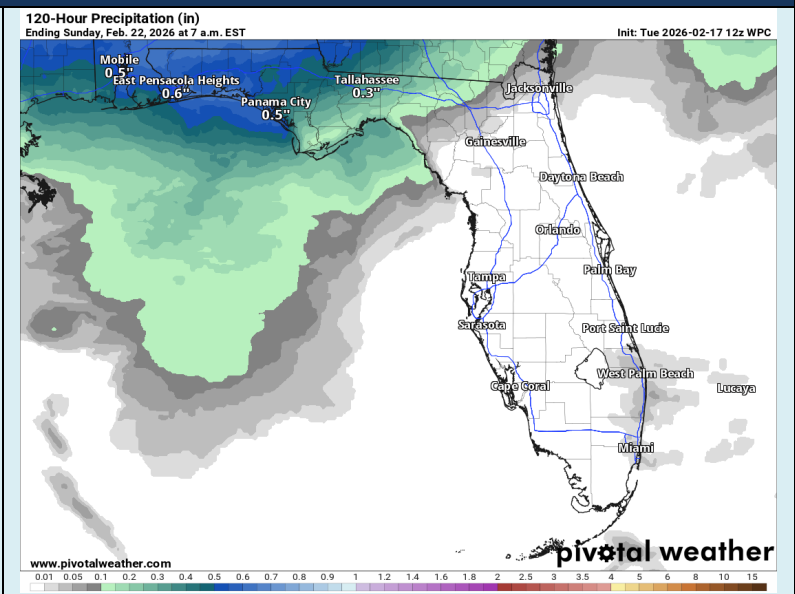 120-Hour Precipitation (in)
Ending Sunday, Feb. 22, 2026 at 7 a.m. EST
Init: Tue 2026-02-17 12z WPC
Mobile
0.5"
East Pensacola Heights
0.6"
Panama City
0.5"
Tallahassee
0.3"
Jacksonville
Gainesville
Daytona Beach
Orlando
Tampa
Palm Bay
Sarasota
Port Saint Lucie
West Palm Beach
Cape Coral
Lucaya
Miami
www.pivotalweather.com
pivotal weather
0.01 0.05 0.1 0.2 0.3 0.4 0.5 0.6 0.7 0.8 0.9 1 1.2 1.4 1.6 1.8 2 2.5 3 3.5 4 5 6 8 10 15